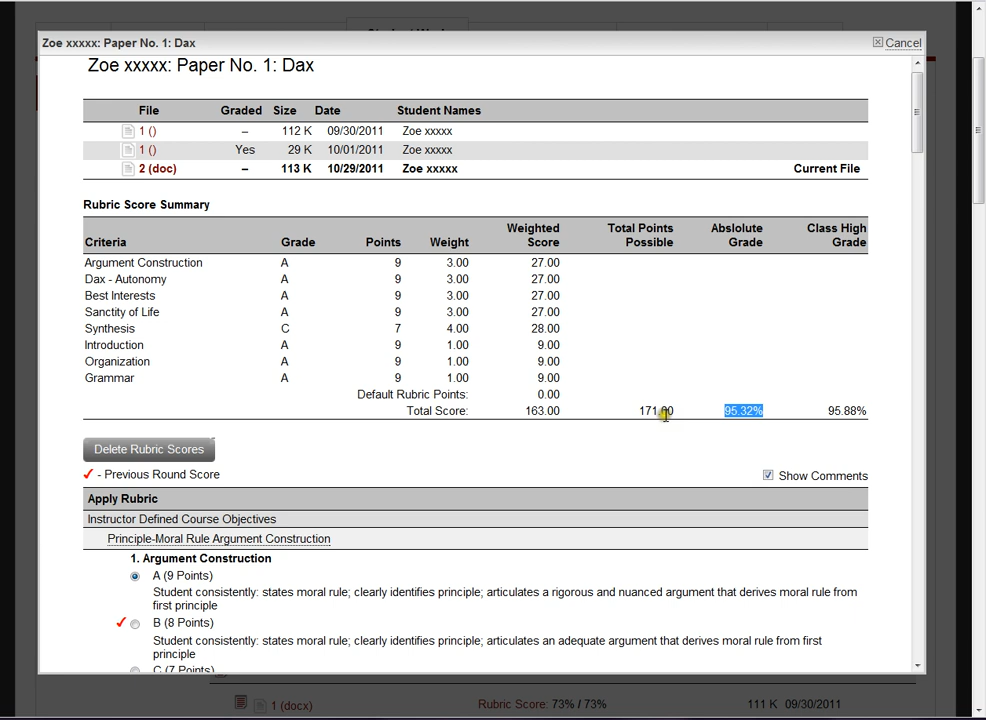 Zoe xxxxx: Paper No. 1: Dax
Cancel
Zoe xxxxx: Paper No. 1: Dax
File Graded Size Date Student Names
1 () – 112 K 09/30/2011 Zoe xxxxx
1 () Yes 29 K 10/01/2011 Zoe xxxxx
2 (doc) – 113 K 10/29/2011 Zoe xxxxx Current File
Rubric Score Summary
Criteria Grade Points Weight Weighted Score Total Points Possible Abslolute Grade Class High Grade
Argument Construction A 9 3.00 27.00
Dax - Autonomy A 9 3.00 27.00
Best Interests A 9 3.00 27.00
Sanctity of Life A 9 3.00 27.00
Synthesis C 7 4.00 28.00
Introduction A 9 1.00 9.00
Organization A 9 1.00 9.00
Grammar A 9 1.00 9.00
Default Rubric Points: 0.00
Total Score: 163.00 171.00 95.32% 95.88%
Delete Rubric Scores
- Previous Round Score
Show Comments
Apply Rubric
Instructor Defined Course Objectives
Principle-Moral Rule Argument Construction
1. Argument Construction
A (9 Points)
Student consistently: states moral rule; clearly identifies principle; articulates a rigorous and nuanced argument that derives moral rule from
first principle
B (8 Points)
Student consistently: states moral rule; clearly identifies principle; articulates an adequate argument that derives moral rule from first
principle
C (7 Points)
1 (docx) Rubric Score: 73% / 73% 111 K 09/30/2011